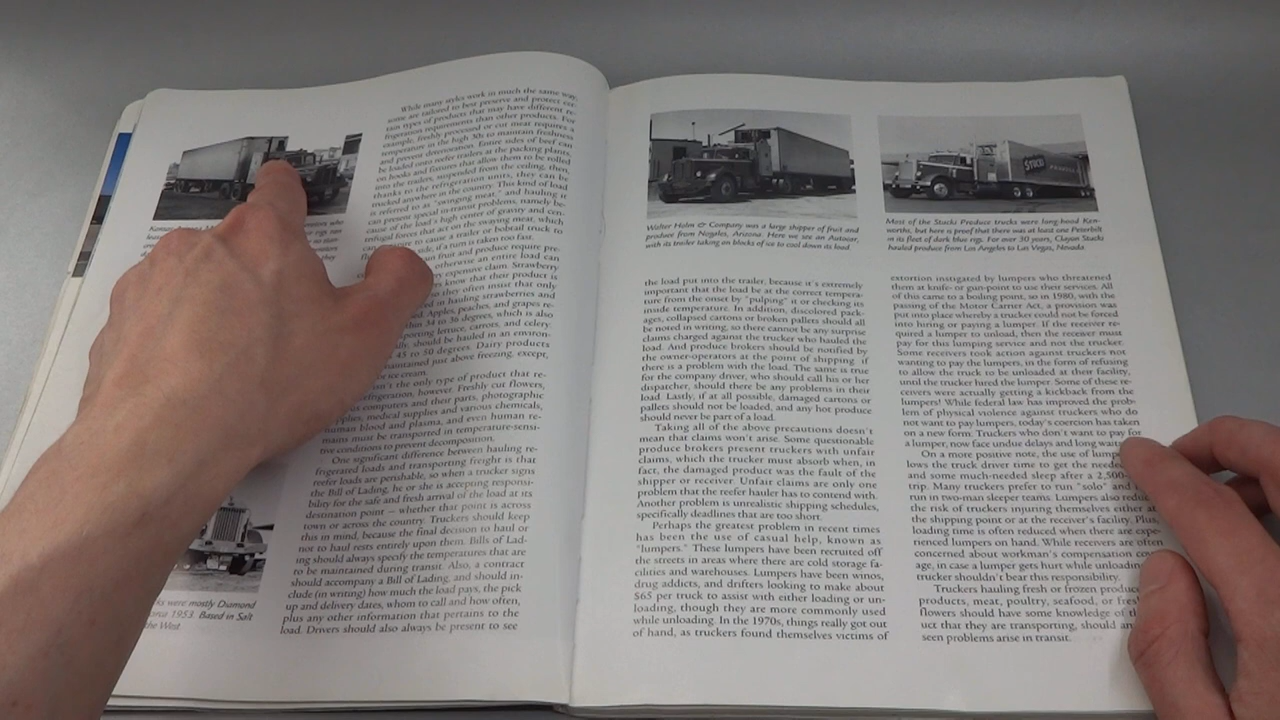 While many styles work in much the same way,
some are tailored to best preserve and protect cer-
tain types of products that may have different re-
frigeration requirements than other products. For
example, freshly processed or cut meat requires a
temperature in the high 30s to maintain freshness
and prevent deterioration. Entire sides of beef can
be loaded onto reefer trailers at the packing plants,
on hooks and fixtures that allow them to be rolled
into the trailers, suspended from the ceiling, then,
thanks to the refrigeration units, they can be
trucked anywhere in the country. This kind of load
is referred to as "swinging meat," and hauling it
can present special in-transit problems, namely be-
cause of the load's high center of gravity and cen-
trifugal forces that act on the swaying meat, which
to cause a trailer or bobtail truck to
side, if a turn is taken too fast.
fruit and produce require pre-
otherwise an entire load can
expensive claim. Strawberry
know that their product is
they often insist that only
in hauling strawberries and
Apples, peaches, and grapes re-
34 to 36 degrees, which is also
lettuce, carrots, and celery.
should be hauled in an environ-
45 to 50 degrees. Dairy products
maintained just above freezing, except,
ice cream.
the only type of product that re-
refrigeration, however. Freshly cut flowers,
computers and their parts, photographic
medical supplies and various chemicals,
human blood and plasma, and even human re-
mains must be transported in temperature-sensi-
tive conditions to prevent decomposition.
One significant difference between hauling re-
frigerated loads and transporting freight is that
reefer loads are perishable, so when a trucker signs
the Bill of Lading, he or she is accepting responsi-
bility for the safe and fresh arrival of the load at its
destination point – whether that point is across
town or across the country. Truckers should keep
this in mind, because the final decision to haul or
not to haul rests entirely upon them. Bills of Lad-
ing should always specify the temperatures that are
to be maintained during transit. Also, a contract
should accompany a Bill of Lading, and should in-
clude (in writing) how much the load pays, the pick
up and delivery dates, whom to call and how often,
plus any other information that pertains to the
load. Drivers should also always be present to see
were mostly Diamond
1953. Based in Salt
the West.
STUCKI
Walter Holm & Company was a large shipper of fruit and
produce from Nogales, Arizona. Here we see an Autocar,
with its trailer taking on blocks of ice to cool down its load.
Most of the Stucki Produce trucks were long-hood Ken-
worths, but here is proof that there was at least one Peterbilt
in its fleet of dark blue rigs. For over 30 years, Clayon Stucki
hauled produce from Los Angeles to Las Vegas, Nevada.
the load put into the trailer, because it's extremely
important that the load be at the correct tempera-
ture from the onset by "pulping" it or checking its
inside temperature. In addition, discolored pack-
ages, collapsed cartons or broken pallets should all
be noted in writing, so there cannot be any surprise
claims charged against the trucker who hauled the
load. And produce brokers should be notified by
the owner-operators at the point of shipping, if
there is a problem with the load. The same is true
for the company driver, who should call his or her
dispatcher, should there be any problems in their
load. Lastly, if at all possible, damaged cartons or
pallets should not be loaded, and any hot produce
should never be part of a load.
Taking all of the above precautions doesn't
mean that claims won't arise. Some questionable
produce brokers present truckers with unfair
claims, which the trucker must absorb when, in
fact, the damaged product was the fault of the
shipper or receiver. Unfair claims are only one
problem that the reefer hauler has to contend with.
Another problem is unrealistic shipping schedules,
specifically deadlines that are too short.
Perhaps the greatest problem in recent times
has been the use of casual help, known as
"lumpers." These lumpers have been recruited off
the streets in areas where there are cold storage fa-
cilities and warehouses. Lumpers have been winos,
drug addicts, and drifters looking to make about
$65 per truck to assist with either loading or un-
loading, though they are more commonly used
while unloading. In the 1970s, things really got out
of hand, as truckers found themselves victims of
extortion instigated by lumpers who threatened
them at knife- or gun-point to use their services. All
of this came to a boiling point, so in 1980, with the
passing of the Motor Carrier Act, a provision was
put into place whereby a trucker could not be forced
into hiring or paying a lumper. If the receiver re-
quired a lumper to unload, then the receiver must
pay for this lumping service and not the trucker.
Some receivers took action against truckers not
wanting to pay the lumpers, in the form of refusing
to allow the truck to be unloaded at their facility,
until the trucker hired the lumper. Some of these re-
ceivers were actually getting a kickback from the
lumpers! While federal law has improved the prob-
lem of physical violence against truckers who do
not want to pay lumpers, today's coercion has taken
on a new form. Truckers who don't want to pay for
a lumper, now face undue delays and long waits.
On a more positive note, the use of lumpers
lows the truck driver time to get the needed
and some much-needed sleep after a 2,500-
trip. Many truckers prefer to run "solo" and
run in two-man sleeper teams. Lumpers also reduce
the risk of truckers injuring themselves either at
the shipping point or at the receiver's facility. Plus,
loading time is often reduced when there are expe-
rienced lumpers on hand. While receivers are often
concerned about workman's compensation
age, in case a lumper gets hurt while unloading
trucker shouldn't bear this responsibility.
Truckers hauling fresh or frozen produce
products, meat, poultry, seafood, or fresh
flowers should have some knowledge of
uct that they are transporting, should
seen problems arise in transit.